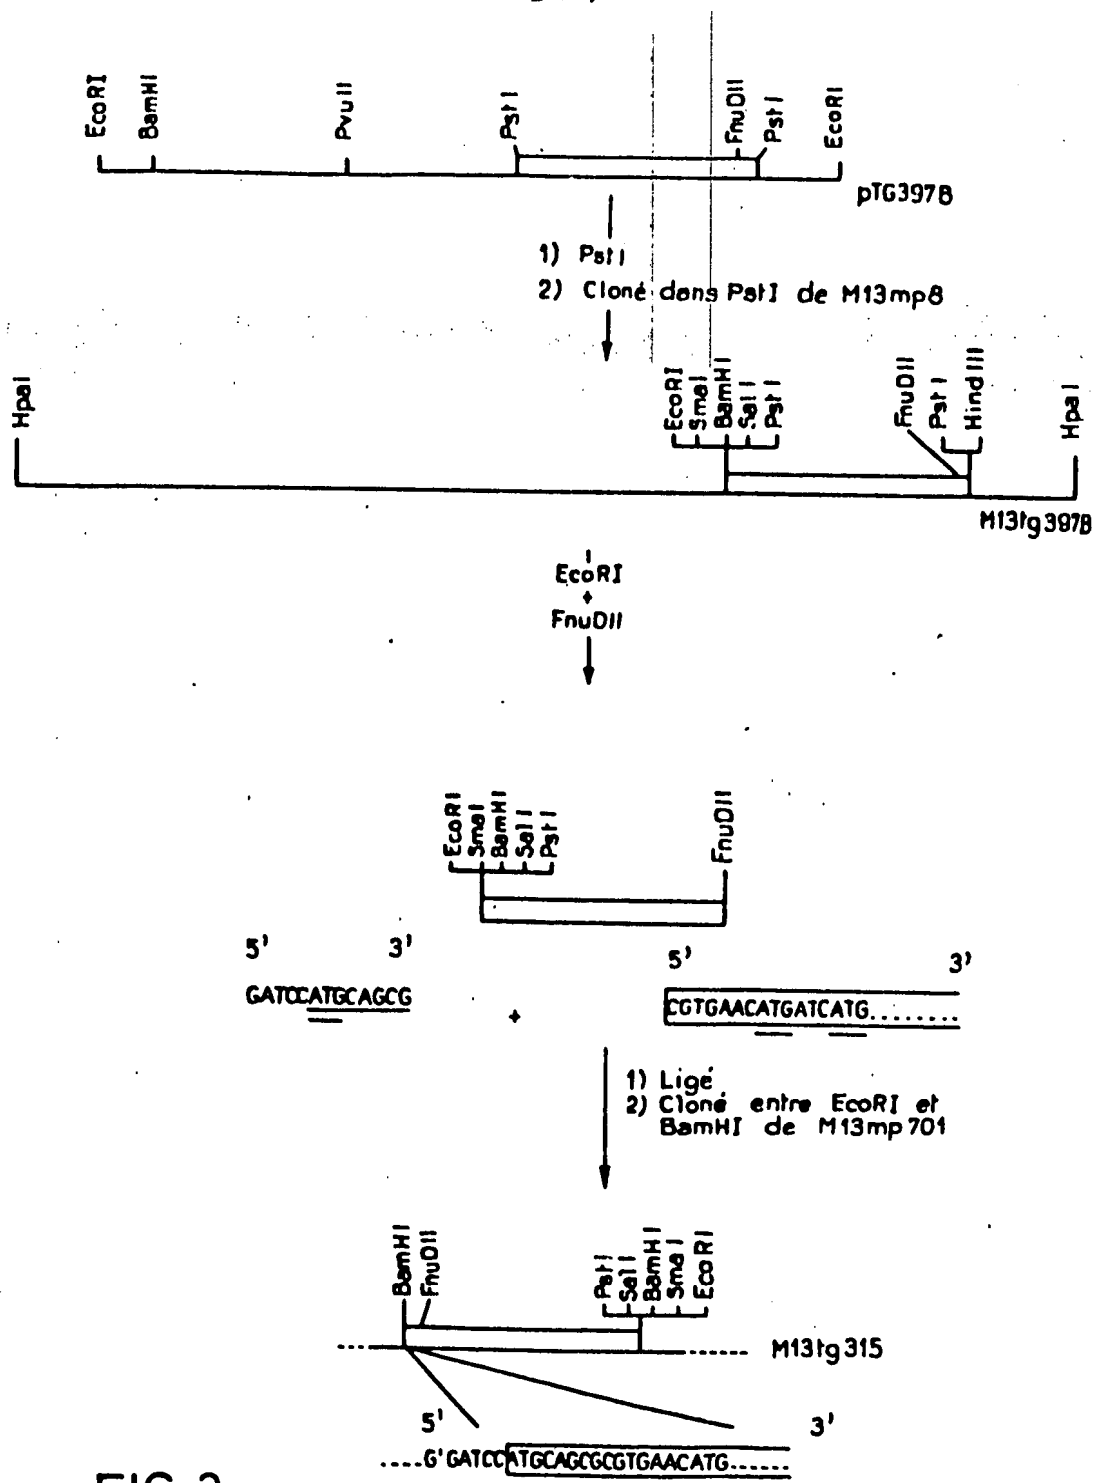 EcoRI BamHI PvuII PstI FnuDII PstI EcoRI
pTG397B
1) PstI
2) Cloné dans PstI de M13mp8
HpaI EcoRI SmaI BamHI SalI PstI FnuDII PstI HindIII HpaI
M13tg397B
EcoRI
+
FnuDII
EcoRI SmaI BamHI SalI PstI FnuDII
5' 3' 5' 3'
GATCCATGCAGCG + CGTGAACATGATCATG........
1) Ligé
2) Cloné entre EcoRI et
BamHI de M13mp701
BamHI FnuDII PstI SalI BamHI SmaI EcoRI
M13tg315
5' 3'
....G'GATCCATGCAGCGCGTGAACATG......